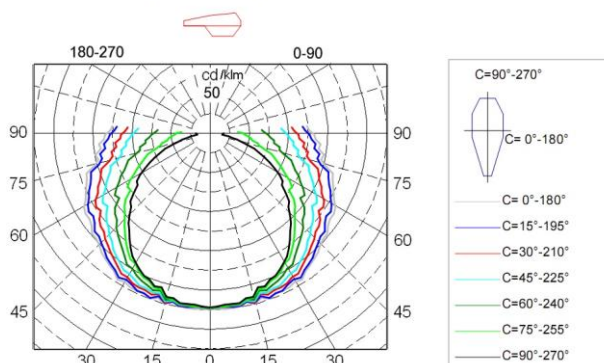 180-270 0-90
cd/klm
50
90 90
75 75
60 60
45 45
30 15 0 15 30
C=90°-270°
C= 0°-180°
C= 0°-180°
C=15°-195°
C=30°-210°
C=45°-225°
C=60°-240°
C=75°-255°
C=90°-270°